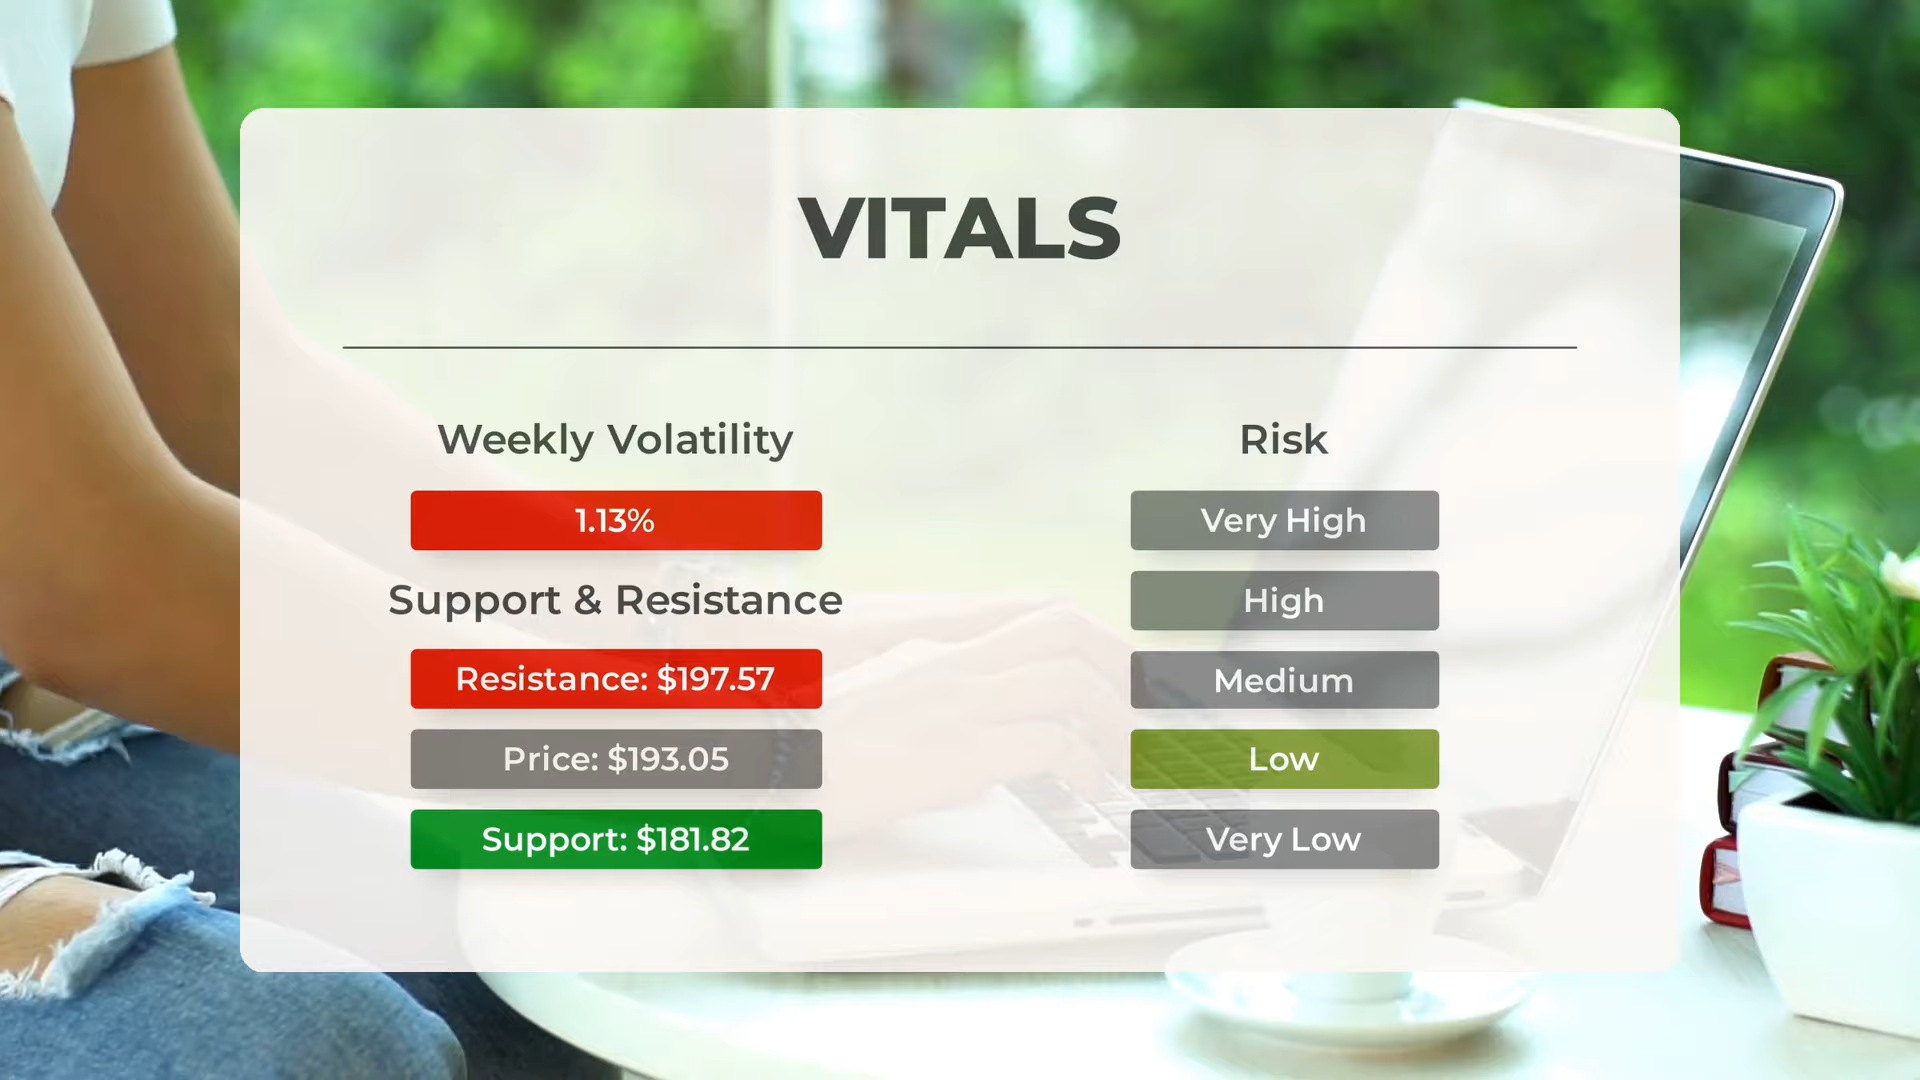 VITALS
Weekly Volatility
1.13%
Support & Resistance
Resistance: $197.57
Price: $193.05
Support: $181.82
Risk
Very High
High
Medium
Low
Very Low